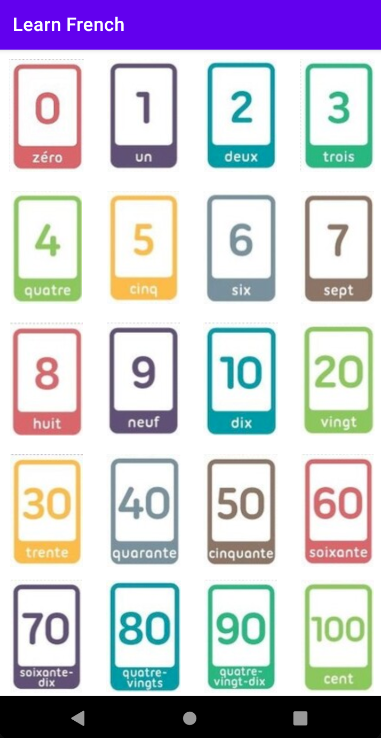 Learn French
0 1 2 3
zéro un deux trois
4 5 6 7
quatre cinq six sept
8 9 10 20
huit neuf dix vingt
30 40 50 60
trente quarante cinquante soixante
70 80 90 100
soixante- quatre- quatre- cent
dix vingts vingt-dix